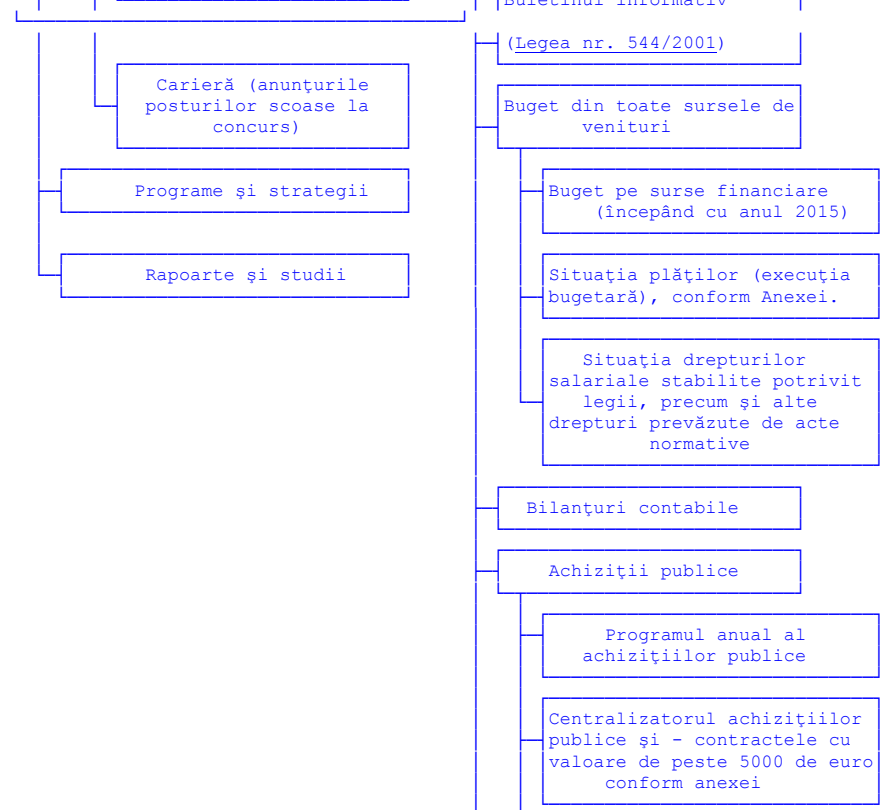 Buletinul informativ
(Legea nr. 544/2001)
Carieră (anunţurile
posturilor scoase la
concurs)
Programe şi strategii
Rapoarte şi studii
Buget din toate sursele de
venituri
Buget pe surse financiare
(începând cu anul 2015)
Situaţia plăţilor (execuţia
bugetară), conform Anexei.
Situaţia drepturilor
salariale stabilite potrivit
legii, precum şi alte
drepturi prevăzute de acte
normative
Bilanţuri contabile
Achiziţii publice
Programul anual al
achiziţiilor publice
Centralizatorul achiziţiilor
publice şi - contractele cu
valoare de peste 5000 de euro
conform anexei